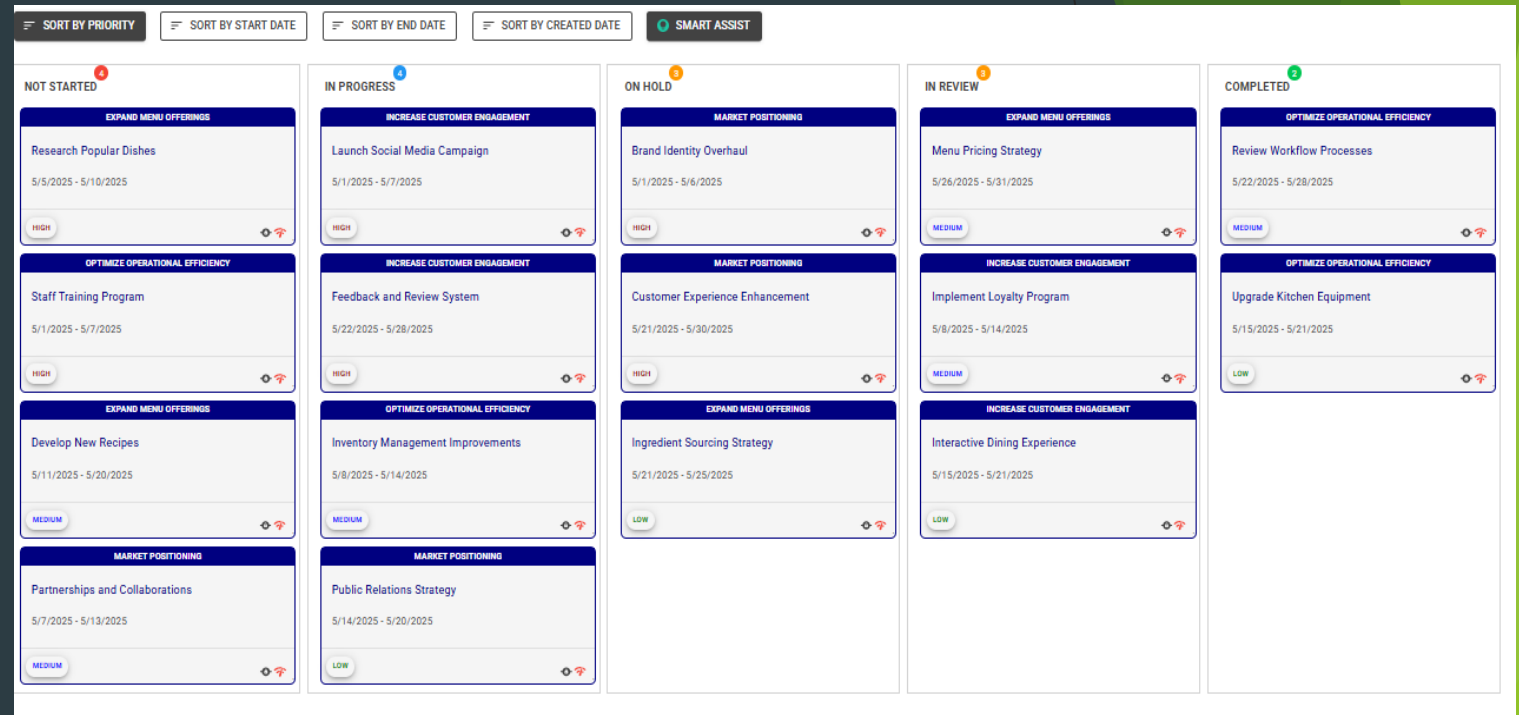 SORT BY PRIORITY
SORT BY START DATE
SORT BY END DATE
SORT BY CREATED DATE
SMART ASSIST
NOT STARTED 4
EXPAND MENU OFFERINGS
Research Popular Dishes
5/5/2025 - 5/10/2025
HIGH
OPTIMIZE OPERATIONAL EFFICIENCY
Staff Training Program
5/1/2025 - 5/7/2025
HIGH
EXPAND MENU OFFERINGS
Develop New Recipes
5/11/2025 - 5/20/2025
MEDIUM
MARKET POSITIONING
Partnerships and Collaborations
5/7/2025 - 5/13/2025
MEDIUM
IN PROGRESS 4
INCREASE CUSTOMER ENGAGEMENT
Launch Social Media Campaign
5/1/2025 - 5/7/2025
HIGH
INCREASE CUSTOMER ENGAGEMENT
Feedback and Review System
5/22/2025 - 5/28/2025
HIGH
OPTIMIZE OPERATIONAL EFFICIENCY
Inventory Management Improvements
5/8/2025 - 5/14/2025
MEDIUM
MARKET POSITIONING
Public Relations Strategy
5/14/2025 - 5/20/2025
LOW
ON HOLD 3
MARKET POSITIONING
Brand Identity Overhaul
5/1/2025 - 5/6/2025
HIGH
MARKET POSITIONING
Customer Experience Enhancement
5/21/2025 - 5/30/2025
HIGH
EXPAND MENU OFFERINGS
Ingredient Sourcing Strategy
5/21/2025 - 5/25/2025
LOW
IN REVIEW 3
EXPAND MENU OFFERINGS
Menu Pricing Strategy
5/26/2025 - 5/31/2025
MEDIUM
INCREASE CUSTOMER ENGAGEMENT
Implement Loyalty Program
5/8/2025 - 5/14/2025
MEDIUM
INCREASE CUSTOMER ENGAGEMENT
Interactive Dining Experience
5/15/2025 - 5/21/2025
LOW
COMPLETED 2
OPTIMIZE OPERATIONAL EFFICIENCY
Review Workflow Processes
5/22/2025 - 5/28/2025
MEDIUM
OPTIMIZE OPERATIONAL EFFICIENCY
Upgrade Kitchen Equipment
5/15/2025 - 5/21/2025
LOW